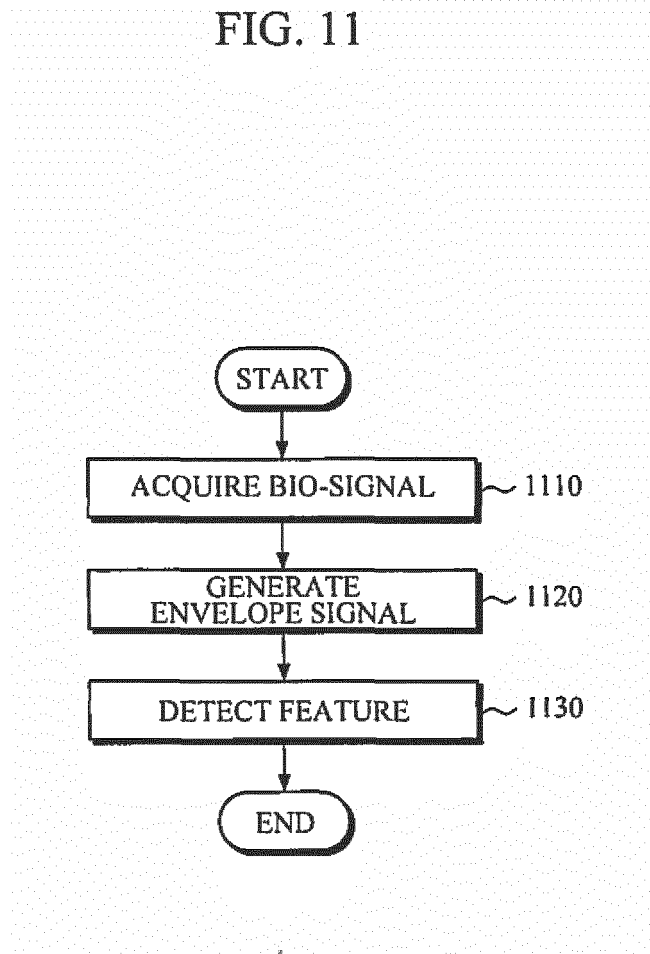 FIG. 11
START
ACQUIRE BIO-SIGNAL
1110
GENERATE
ENVELOPE SIGNAL
1120
DETECT FEATURE
1130
END